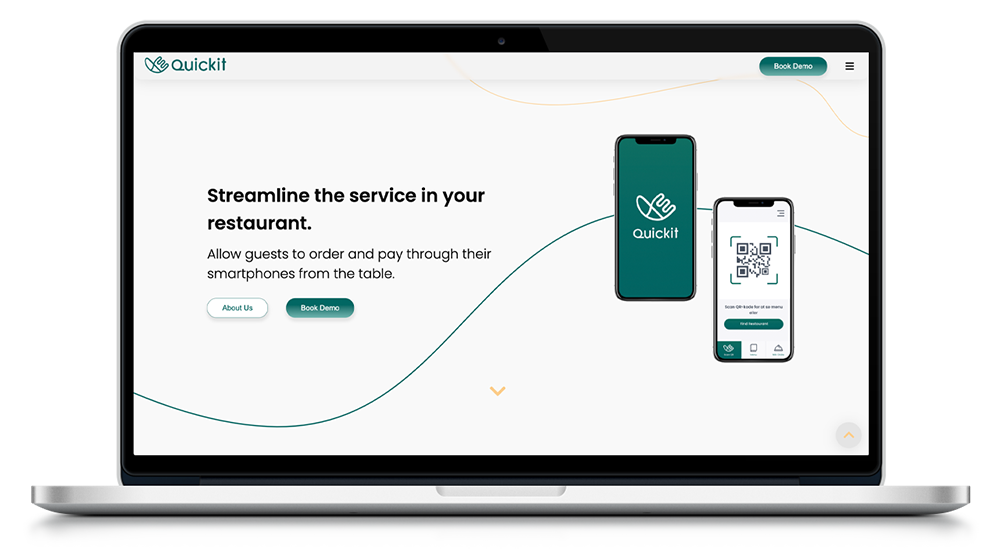 Quickit
Book Demo
Streamline the service in your
restaurant.
Allow guests to order and pay through their
smartphones from the table.
About Us
Book Demo
Quickit
Scan QR-kode for at se menu
eller
Find Restaurant